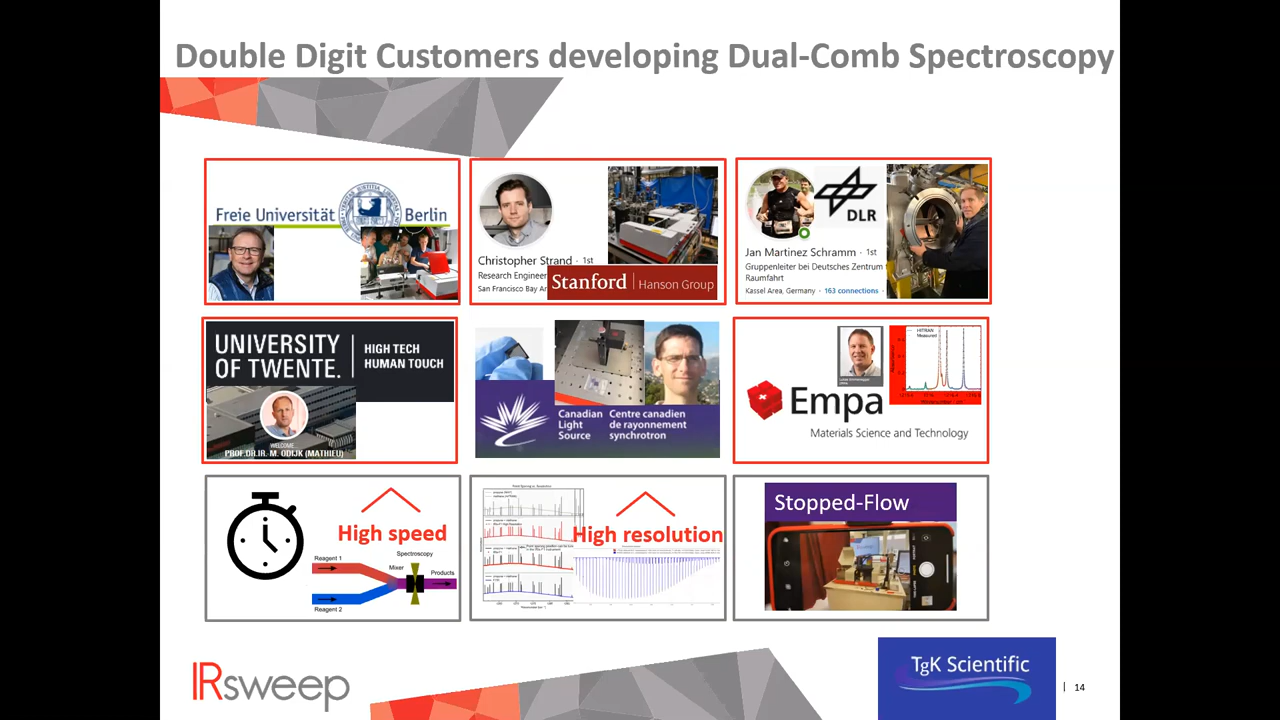 Double Digit Customers developing Dual-Comb Spectroscopy
Freie Universität Berlin
Christopher Strand · 1st
Research Engineer
San Francisco Bay Ar
Stanford | Hanson Group
DLR
Jan Martinez Schramm · 1st
Gruppenleiter bei Deutsches Zentrum f
Raumfahrt
Kassel Area, Germany · 163 connections ·
UNIVERSITY
OF TWENTE.
HIGH TECH
HUMAN TOUCH
WELCOME
PROF.DR.IR. M. ODIJK (MATHIEU)
Canadian
Light
Source
Centre canadien
de rayonnement
synchrotron
HITRAN
Measured
Empa
Materials Science and Technology
High speed
Spectroscopy
Reagent 1
Mixer
Products
Reagent 2
High resolution
Stopped-Flow
IRsweep
TgK Scientific
| 14